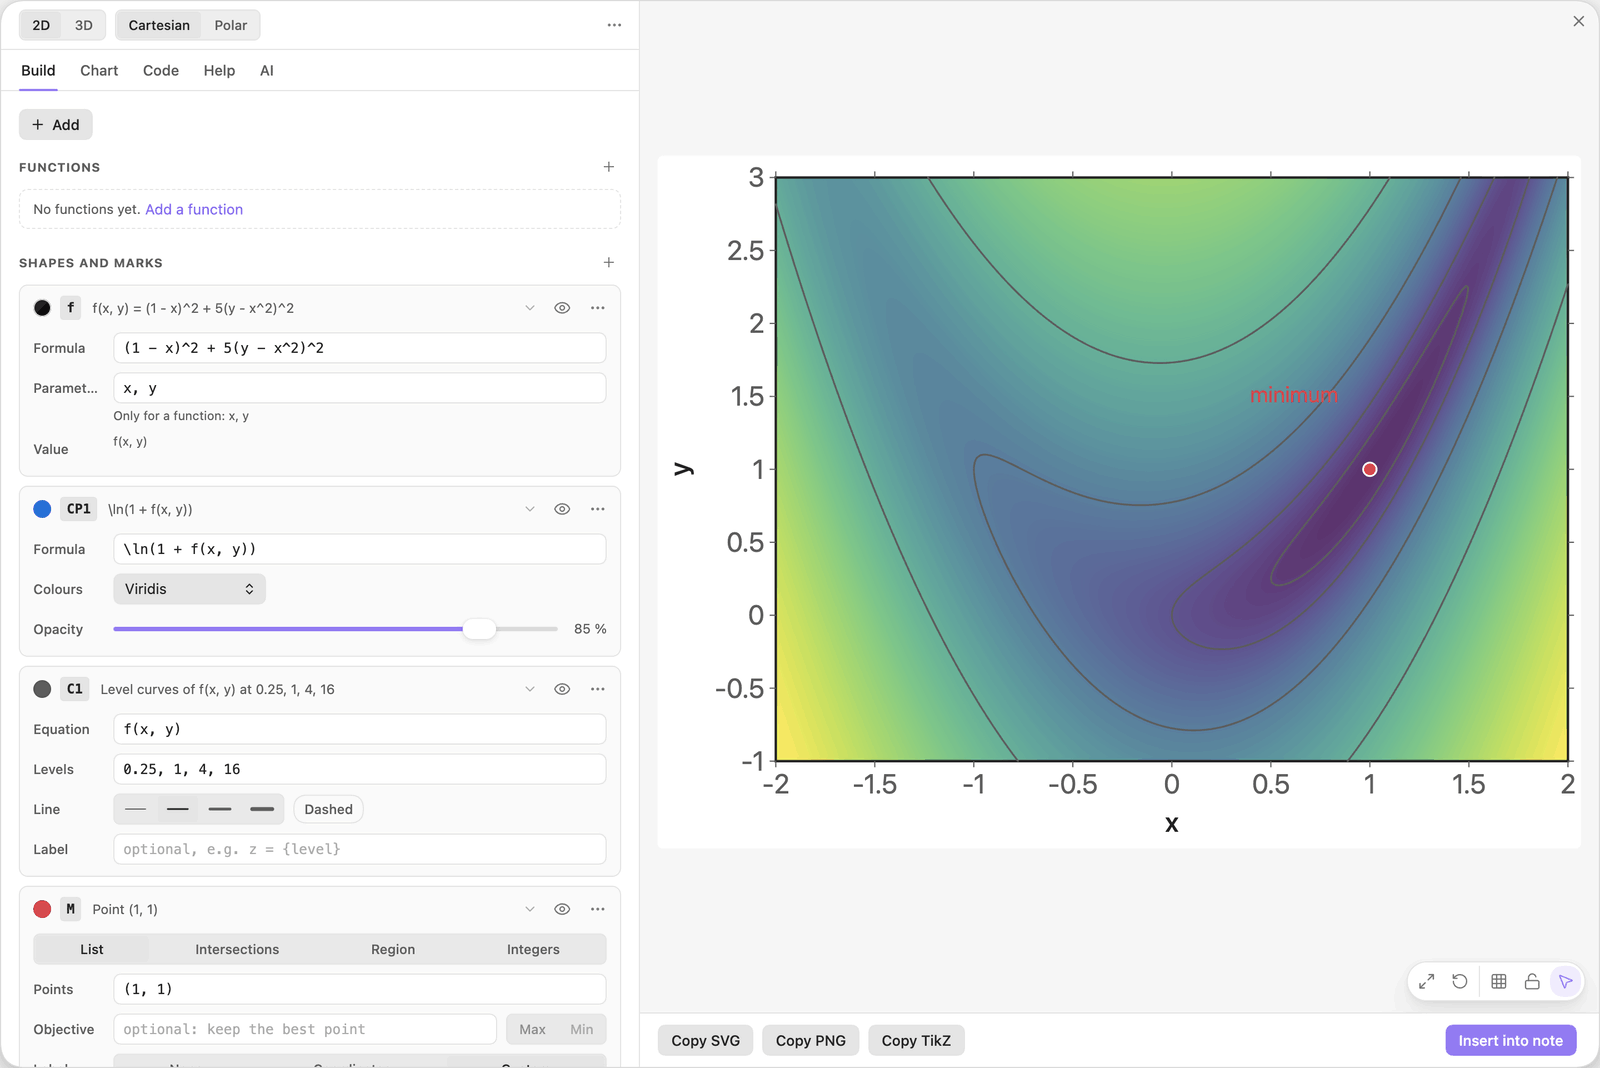 2D 3D Cartesian Polar
Build Chart Code Help AI
+ Add
FUNCTIONS
No functions yet. Add a function
SHAPES AND MARKS
f f(x, y) = (1 - x)^2 + 5(y - x^2)^2
Formula (1 - x)^2 + 5(y - x^2)^2
Paramet... x, y
Only for a function: x, y
Value f(x, y)
CP1 \ln(1 + f(x, y))
Formula \ln(1 + f(x, y))
Colours Viridis
Opacity 85 %
C1 Level curves of f(x, y) at 0.25, 1, 4, 16
Equation f(x, y)
Levels 0.25, 1, 4, 16
Line Dashed
Label optional, e.g. z = {level}
M Point (1, 1)
List Intersections Region Integers
Points (1, 1)
Objective optional: keep the best point Max Min
3
2.5
2
1.5
minimum
1
y
0.5
0
-0.5
-1
-2 -1.5 -1 -0.5 0 0.5 1 1.5 2
x
Copy SVG Copy PNG Copy TikZ Insert into note